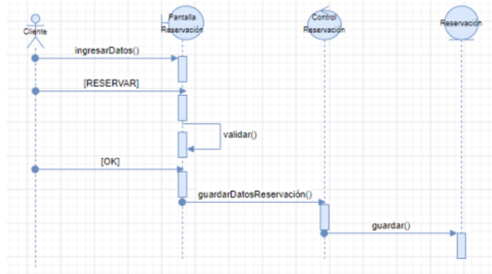 Cliente
Pantalla
Reservación
Control
Reservación
Reservación
ingresarDatos()
[RESERVAR]
validar()
[OK]
guardarDatosReservación()
guardar()